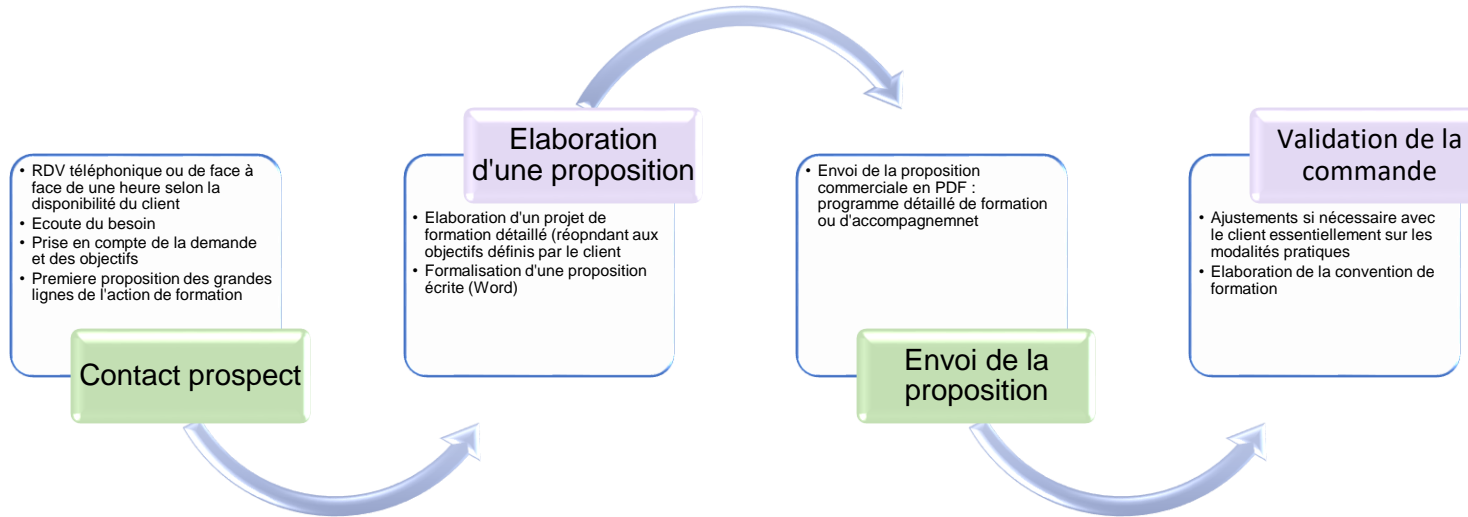 • RDV téléphonique ou de face à
face de une heure selon la
disponibilité du client
• Ecoute du besoin
• Prise en compte de la demande
et des objectifs
• Premiere proposition des grandes
lignes de l'action de formation
Contact prospect
Elaboration
d'une proposition
• Elaboration d'un projet de
formation détaillé (réopndant aux
objectifs définis par le client
• Formalisation d'une proposition
écrite (Word)
• Envoi de la proposition
commerciale en PDF :
programme détaillé de formation
ou d'accompagnemnet
Envoi de la
proposition
Validation de la
commande
• Ajustements si nécessaire avec
le client essentiellement sur les
modalités pratiques
• Elaboration de la convention de
formation